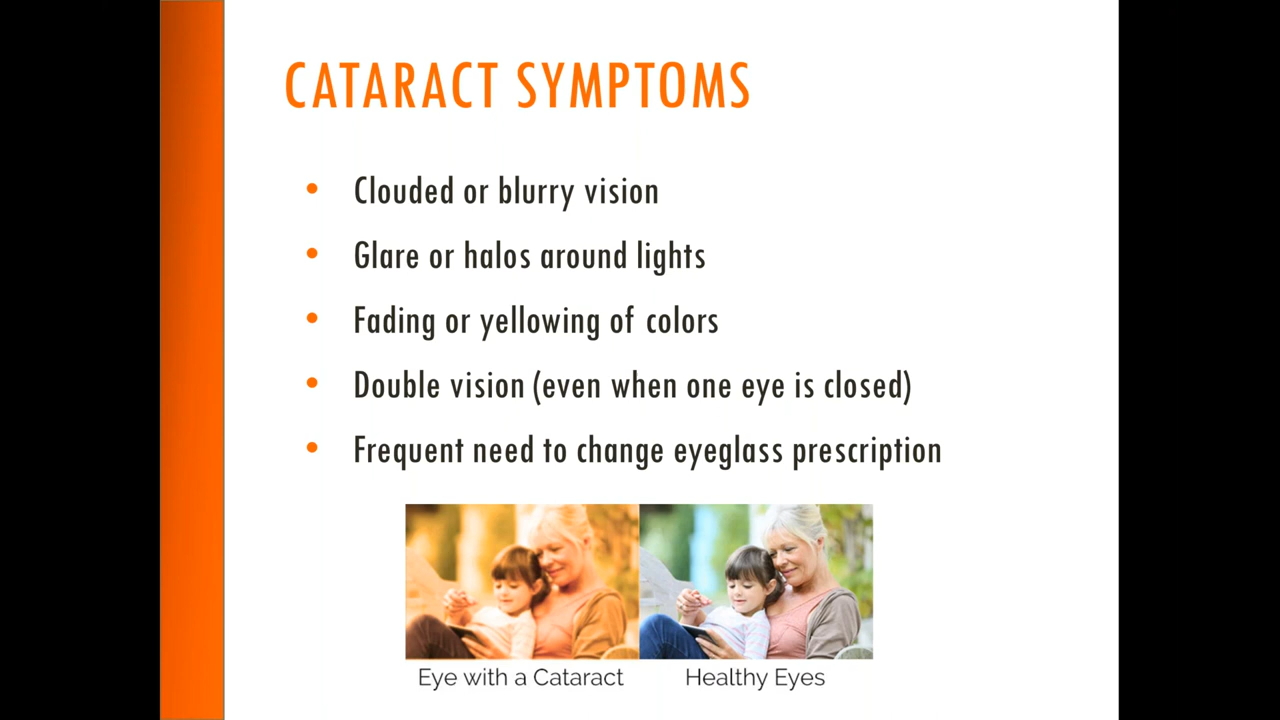 CATARACT SYMPTOMS
• Clouded or blurry vision
• Glare or halos around lights
• Fading or yellowing of colors
• Double vision (even when one eye is closed)
• Frequent need to change eyeglass prescription
Eye with a Cataract
Healthy Eyes